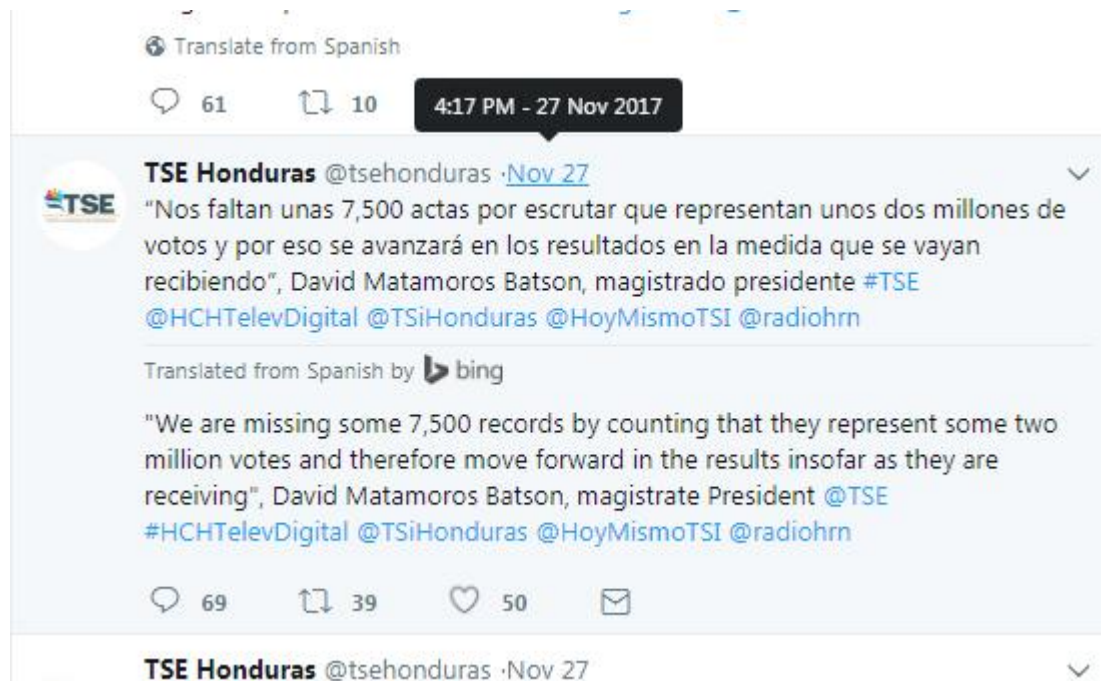 Translate from Spanish
61 10
4:17 PM - 27 Nov 2017
TSE Honduras @tsehonduras ·Nov 27
TSE
“Nos faltan unas 7,500 actas por escrutar que representan unos dos millones de
votos y por eso se avanzará en los resultados en la medida que se vayan
recibiendo”, David Matamoros Batson, magistrado presidente #TSE
@HCHTelevDigital @TSiHonduras @HoyMismoTSI @radiohrn
Translated from Spanish by bing
"We are missing some 7,500 records by counting that they represent some two
million votes and therefore move forward in the results insofar as they are
receiving", David Matamoros Batson, magistrate President @TSE
#HCHTelevDigital @TSiHonduras @HoyMismoTSI @radiohrn
69 39 50
TSE Honduras @tsehonduras ·Nov 27